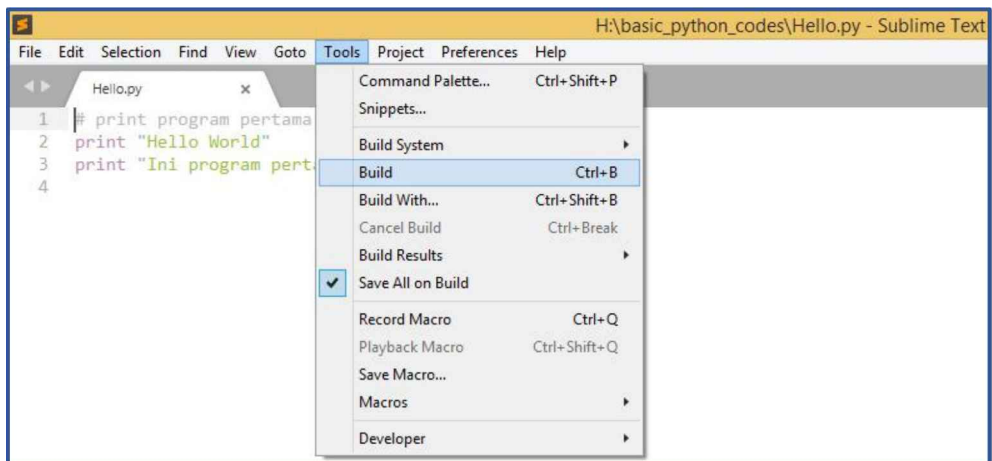 H:\basic_python_codes\Hello.py - Sublime Text
File Edit Selection Find View Goto Tools Project Preferences Help
Hello.py ×
1 # print program pertama
2 print "Hello World"
3 print "Ini program
4
Command Palette... Ctrl+Shift+P
Snippets...
Build System
Build Ctrl+B
Build With... Ctrl+Shift+B
Cancel Build Ctrl+Break
Build Results
Save All on Build
Record Macro Ctrl+Q
Playback Macro Ctrl+Shift+Q
Save Macro...
Macros
Developer